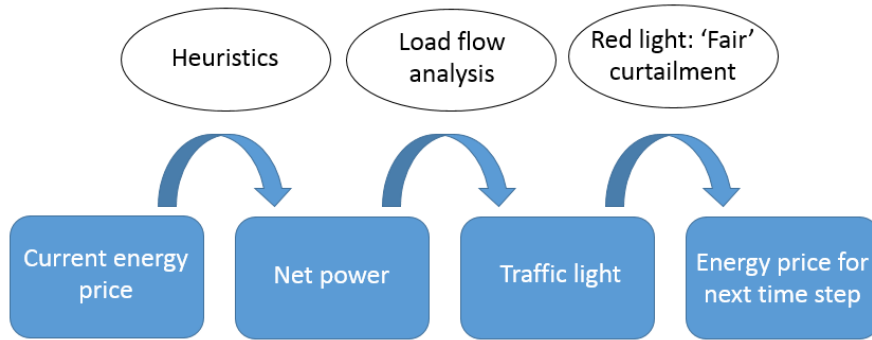 Heuristics
Load flow
analysis
Red light: ‘Fair’
curtailment
Current energy
price
Net power
Traffic light
Energy price for
next time step